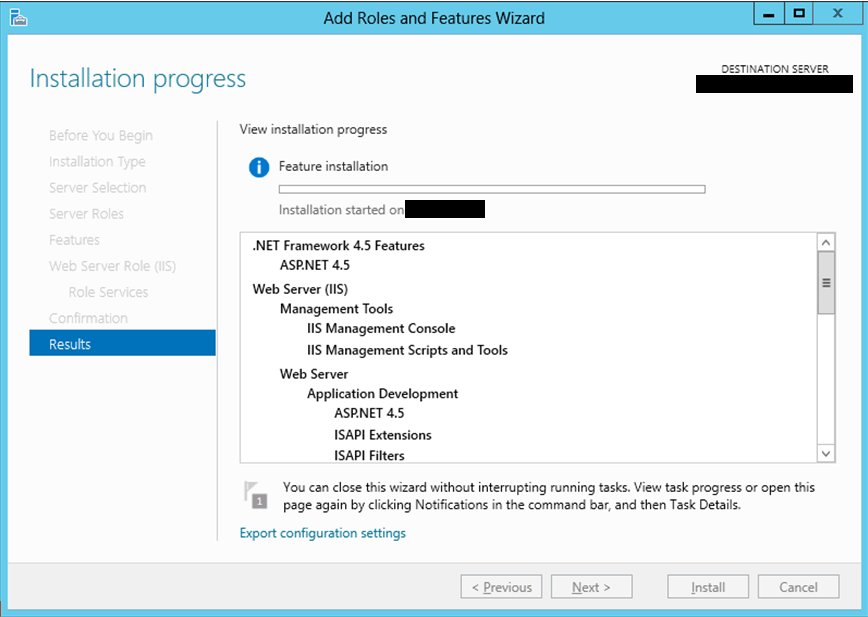 Add Roles and Features Wizard
Installation progress
DESTINATION SERVER
Before You Begin
Installation Type
Server Selection
Server Roles
Features
Web Server Role (IIS)
Role Services
Confirmation
Results
View installation progress
Feature installation
Installation started on
.NET Framework 4.5 Features
ASP.NET 4.5
Web Server (IIS)
Management Tools
IIS Management Console
IIS Management Scripts and Tools
Web Server
Application Development
ASP.NET 4.5
ISAPI Extensions
ISAPI Filters
1
You can close this wizard without interrupting running tasks. View task progress or open this
page again by clicking Notifications in the command bar, and then Task Details.
Export configuration settings
< Previous
Next >
Install
Cancel